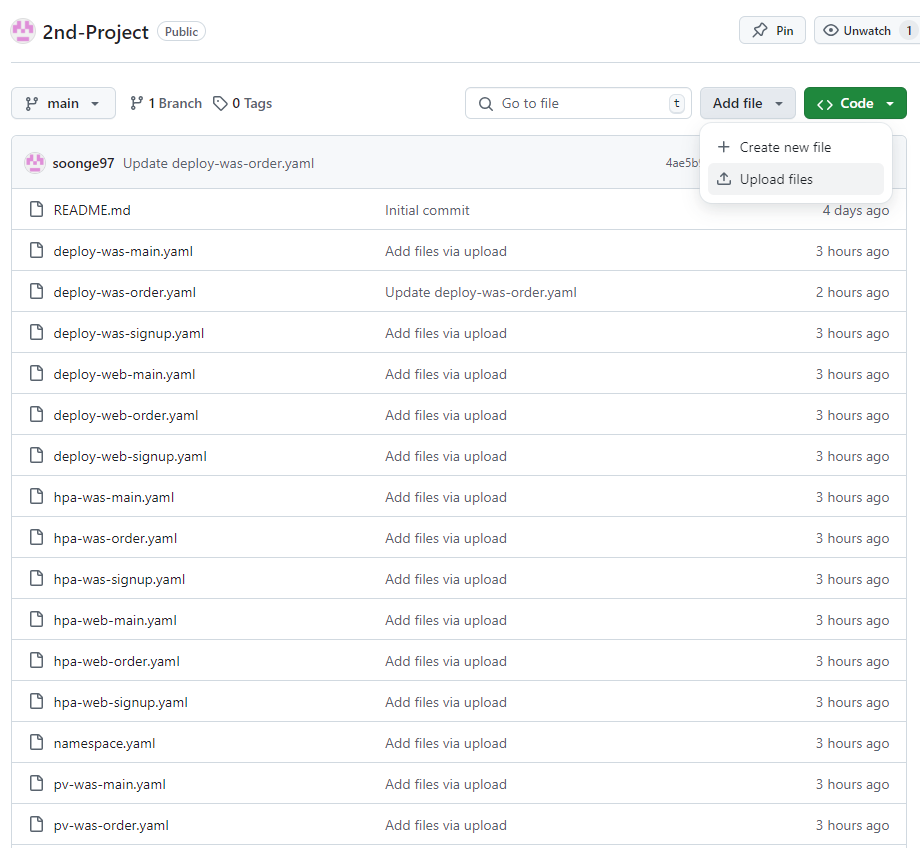 2nd-Project Public Pin Unwatch 1
main 1 Branch 0 Tags Go to file t Add file Code
Create new file
Upload files
soonge97 Update deploy-was-order.yaml
README.md Initial commit 4 days ago
deploy-was-main.yaml Add files via upload 3 hours ago
deploy-was-order.yaml Update deploy-was-order.yaml 2 hours ago
deploy-was-signup.yaml Add files via upload 3 hours ago
deploy-web-main.yaml Add files via upload 3 hours ago
deploy-web-order.yaml Add files via upload 3 hours ago
deploy-web-signup.yaml Add files via upload 3 hours ago
hpa-was-main.yaml Add files via upload 3 hours ago
hpa-was-order.yaml Add files via upload 3 hours ago
hpa-was-signup.yaml Add files via upload 3 hours ago
hpa-web-main.yaml Add files via upload 3 hours ago
hpa-web-order.yaml Add files via upload 3 hours ago
hpa-web-signup.yaml Add files via upload 3 hours ago
namespace.yaml Add files via upload 3 hours ago
pv-was-main.yaml Add files via upload 3 hours ago
pv-was-order.yaml Add files via upload 3 hours ago